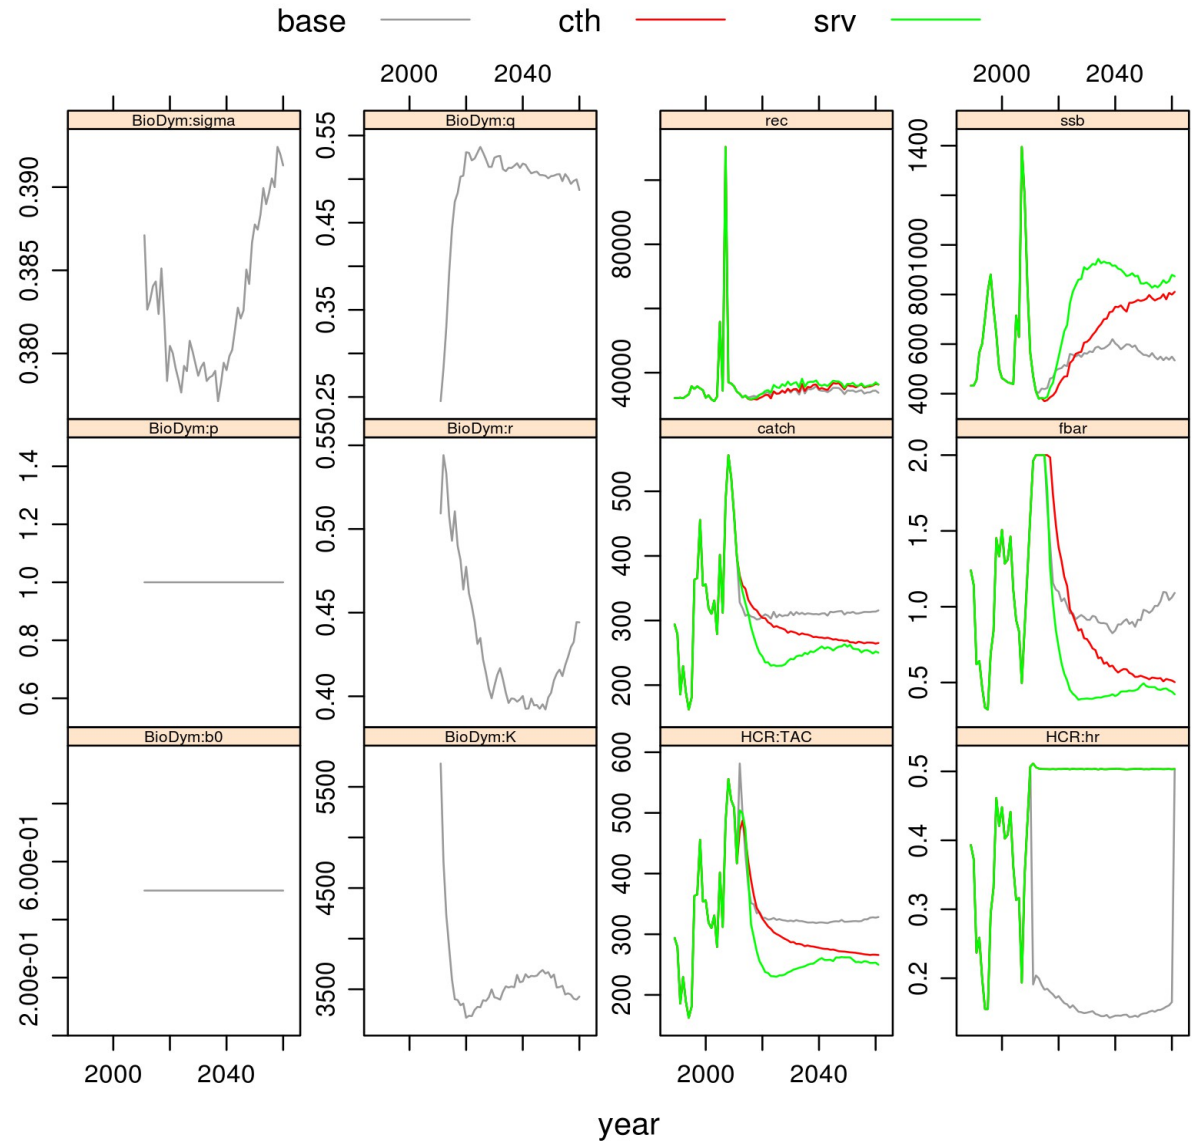 base cth srv
2000 2040 2000 2040
BioDym:sigma BioDym:q rec ssb
0.380 0.385 0.390
0.25 0.35 0.45 0.55
40000 80000
400 600 800 1000 1400
BioDym:p BioDym:r catch fbar
0.6 0.8 1.0 1.2 1.4
0.40 0.45 0.50 0.55
200 300 400 500
0.5 1.0 1.5 2.0
BioDym:b0 BioDym:K HCR:TAC HCR:hr
2.00e-01 6.00e-01
3500 4500 5500
200 300 400 500 600
0.2 0.3 0.4 0.5
2000 2040 2000 2040
year